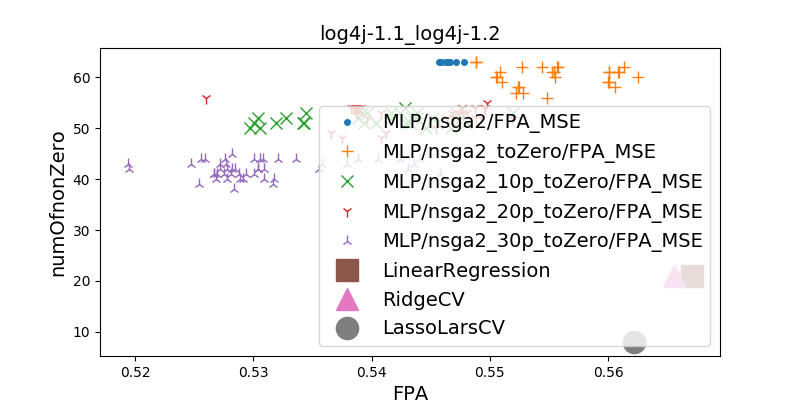 log4j-1.1_log4j-1.2
numOfnonZero
60
50
40
30
20
10
MLP/nsga2/FPA_MSE
MLP/nsga2_toZero/FPA_MSE
MLP/nsga2_10p_toZero/FPA_MSE
MLP/nsga2_20p_toZero/FPA_MSE
MLP/nsga2_30p_toZero/FPA_MSE
LinearRegression
RidgeCV
LassoLarsCV
0.52 0.53 0.54 0.55 0.56
FPA